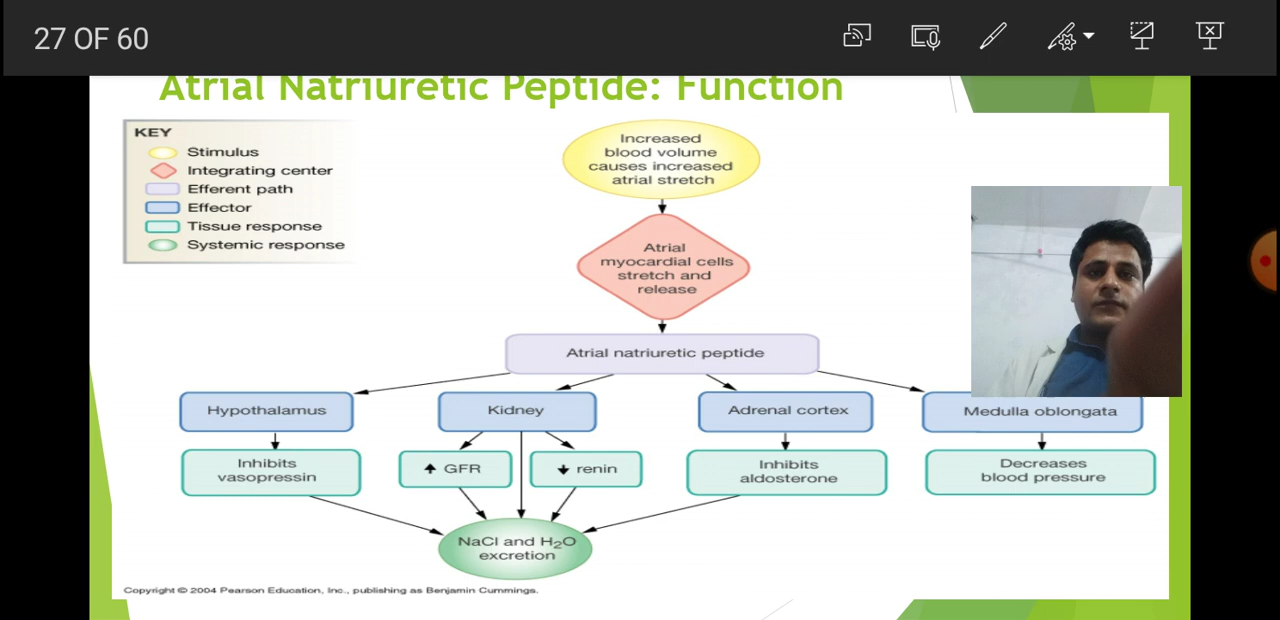 27 OF 60
Atrial Natriuretic Peptide: Function
KEY
Stimulus
Integrating center
Efferent path
Effector
Tissue response
Systemic response
Increased
blood volume
causes increased
atrial stretch
Atrial
myocardial cells
stretch and
release
Atrial natriuretic peptide
Hypothalamus
Kidney
Adrenal cortex
Medulla oblongata
Inhibits
vasopressin
↑ GFR
↓ renin
Inhibits
aldosterone
Decreases
blood pressure
NaCl and H₂O
excretion
Copyright © 2004 Pearson Education, Inc., publishing as Benjamin Cummings.